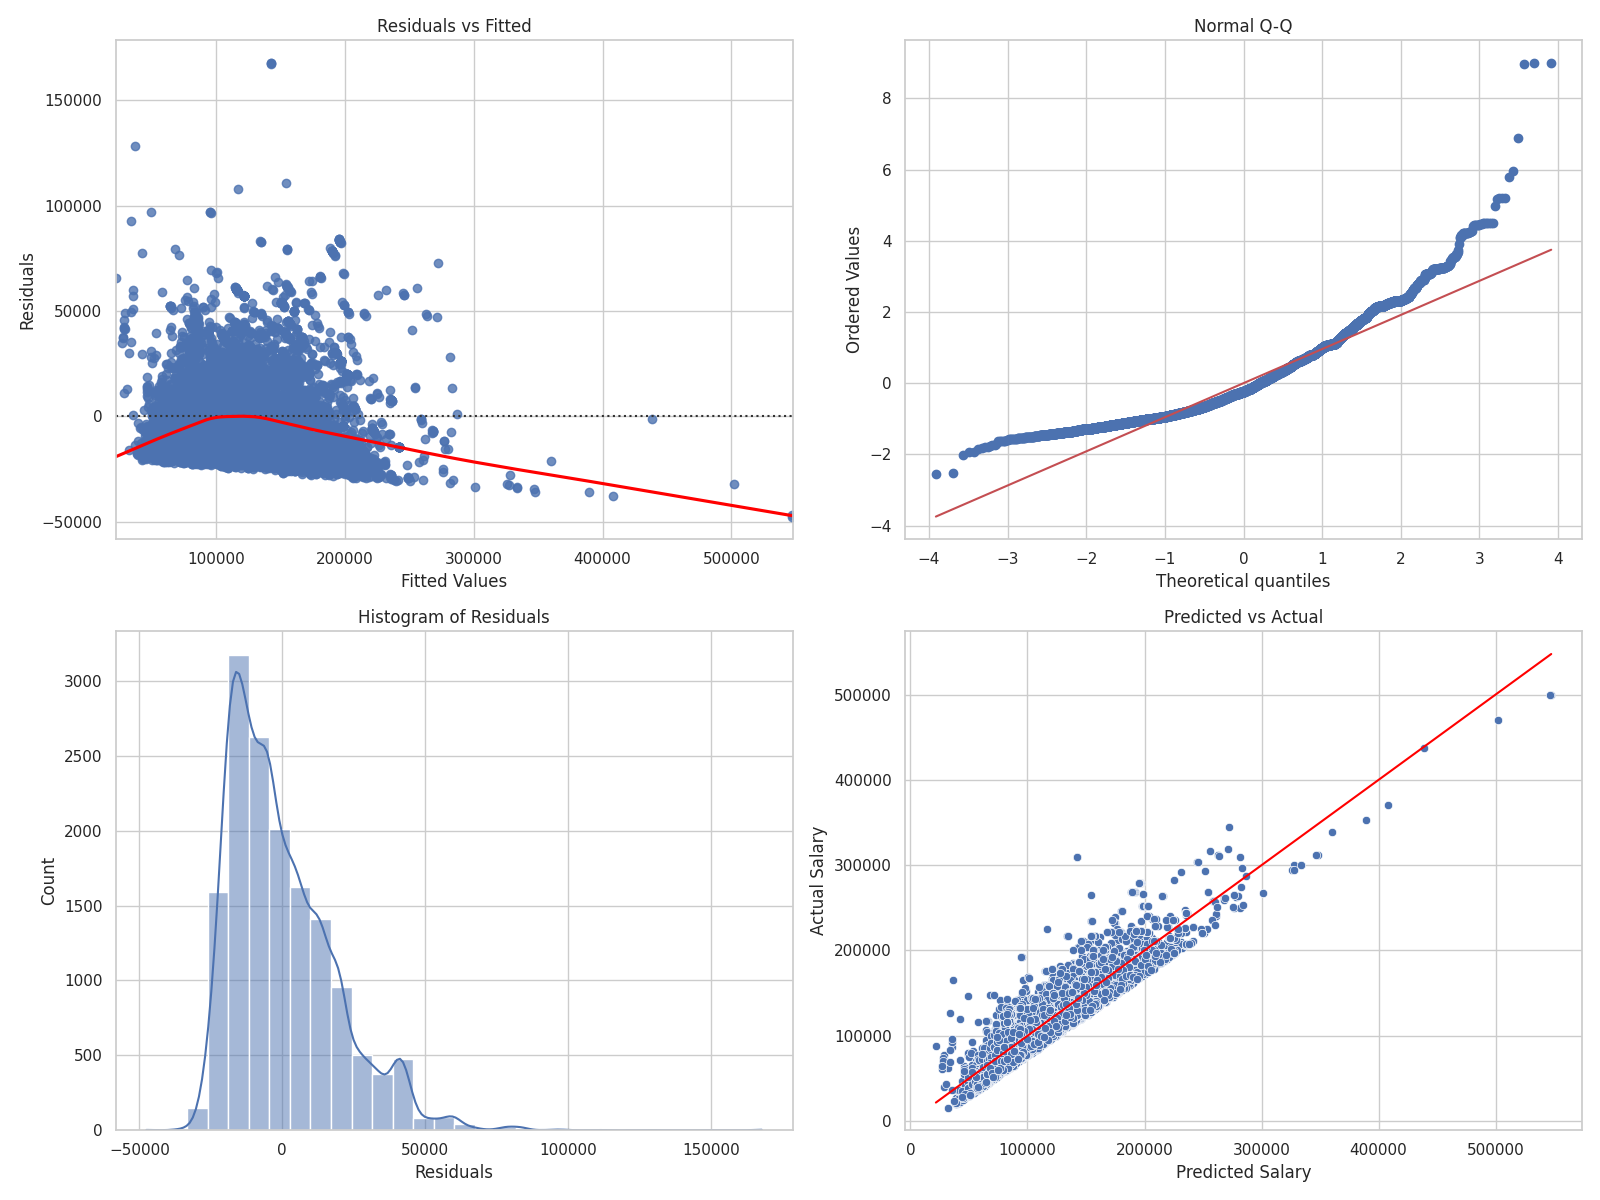 Residuals vs Fitted
150000
100000
50000
0
−50000
Residuals
100000 200000 300000 400000 500000
Fitted Values
Normal Q-Q
8
6
4
2
0
−2
−4
Ordered Values
−4 −3 −2 −1 0 1 2 3 4
Theoretical quantiles
Histogram of Residuals
3000
2500
2000
1500
1000
500
0
Count
−50000 0 50000 100000 150000
Residuals
Predicted vs Actual
500000
400000
300000
200000
100000
0
Actual Salary
0 100000 200000 300000 400000 500000
Predicted Salary